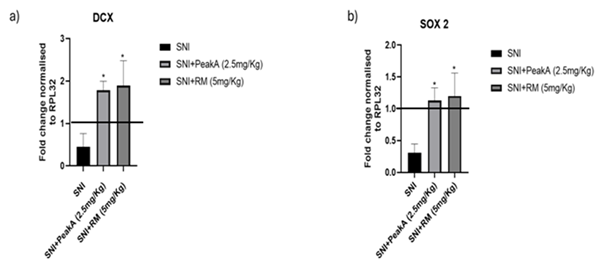 a)
DCX
Fold change normalised
to RPL32
3
2
1
0
*
*
SNI
SNI+PeakA (2.5mg/Kg)
SNI+RM (5mg/Kg)
SNI
SNI+PeakA (2.5mg/Kg)
SNI+RM (5mg/Kg)
b)
SOX 2
Fold change normalised
to RPL32
2.0
1.5
1.0
0.5
0.0
*
*
SNI
SNI+PeakA (2.5mg/Kg)
SNI+RM (5mg/Kg)
SNI
SNI+PeakA (2.5mg/Kg)
SNI+RM (5mg/Kg)